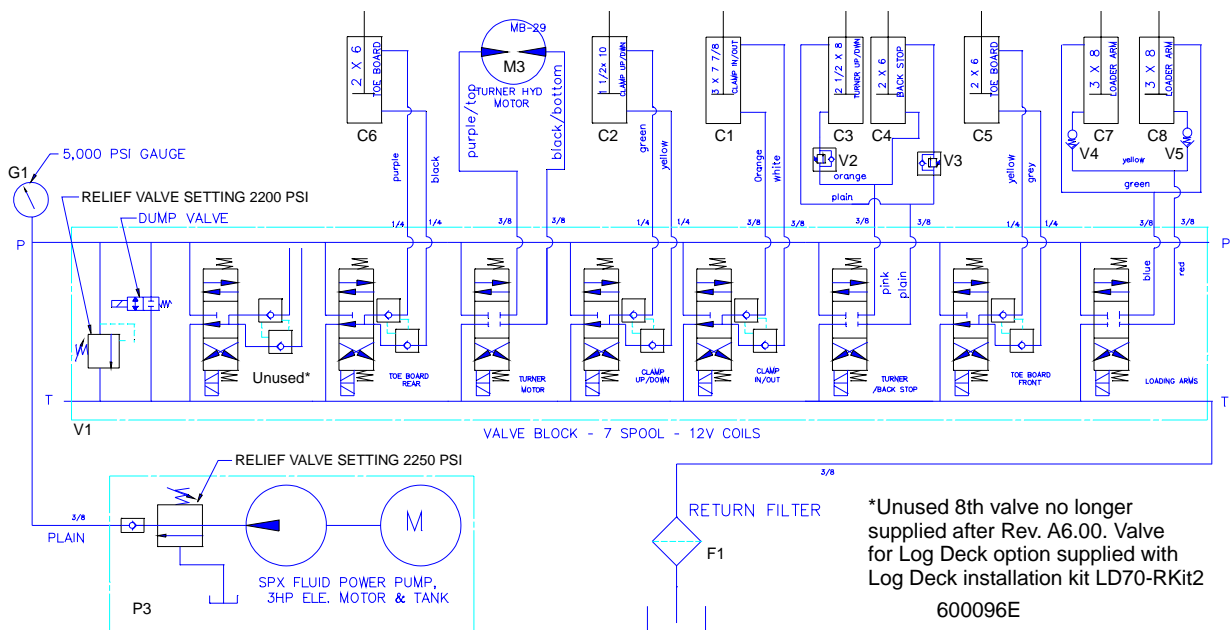 MB-29
M3
TURNER HYD
MOTOR
purple/top
black/bottom
2 X 6
TOE BOARD
C6
purple
black
1 1/2x 10
CLAMP UP/DWN
C2
green
yellow
3 X 7 7/8
CLAMP IN/OUT
C1
Orange
white
2 1/2 X 8
TURNER UP/DWN
C3
2 X 6
BACK STOP
C4
V2
V3
orange
plain
2 X 6
TOE BOARD
C5
yellow
grey
3 X 8
LOADER ARM
C7
3 X 8
LOADER ARM
C8
V4
V5
yellow
green
G1
5,000 PSI GAUGE
RELIEF VALVE SETTING 2200 PSI
DUMP VALVE
1/4
1/4
3/8
3/8
1/4
1/4
3/8
3/8
3/8
3/8
1/4
1/4
3/8
3/8
P
P
pink
plain
blue
red
Unused*
TOE BOARD
REAR
TURNER
MOTOR
CLAMP
UP/DOWN
CLAMP
IN/OUT
TURNER
/BACK STOP
TOE BOARD
FRONT
LOADING ARMS
T
T
V1
VALVE BLOCK - 7 SPOOL - 12V COILS
RELIEF VALVE SETTING 2250 PSI
3/8
3/8
PLAIN
M
SPX FLUID POWER PUMP,
3HP ELE. MOTOR & TANK
P3
RETURN FILTER
F1
*Unused 8th valve no longer
supplied after Rev. A6.00. Valve
for Log Deck option supplied with
Log Deck installation kit LD70-RKit2
600096E